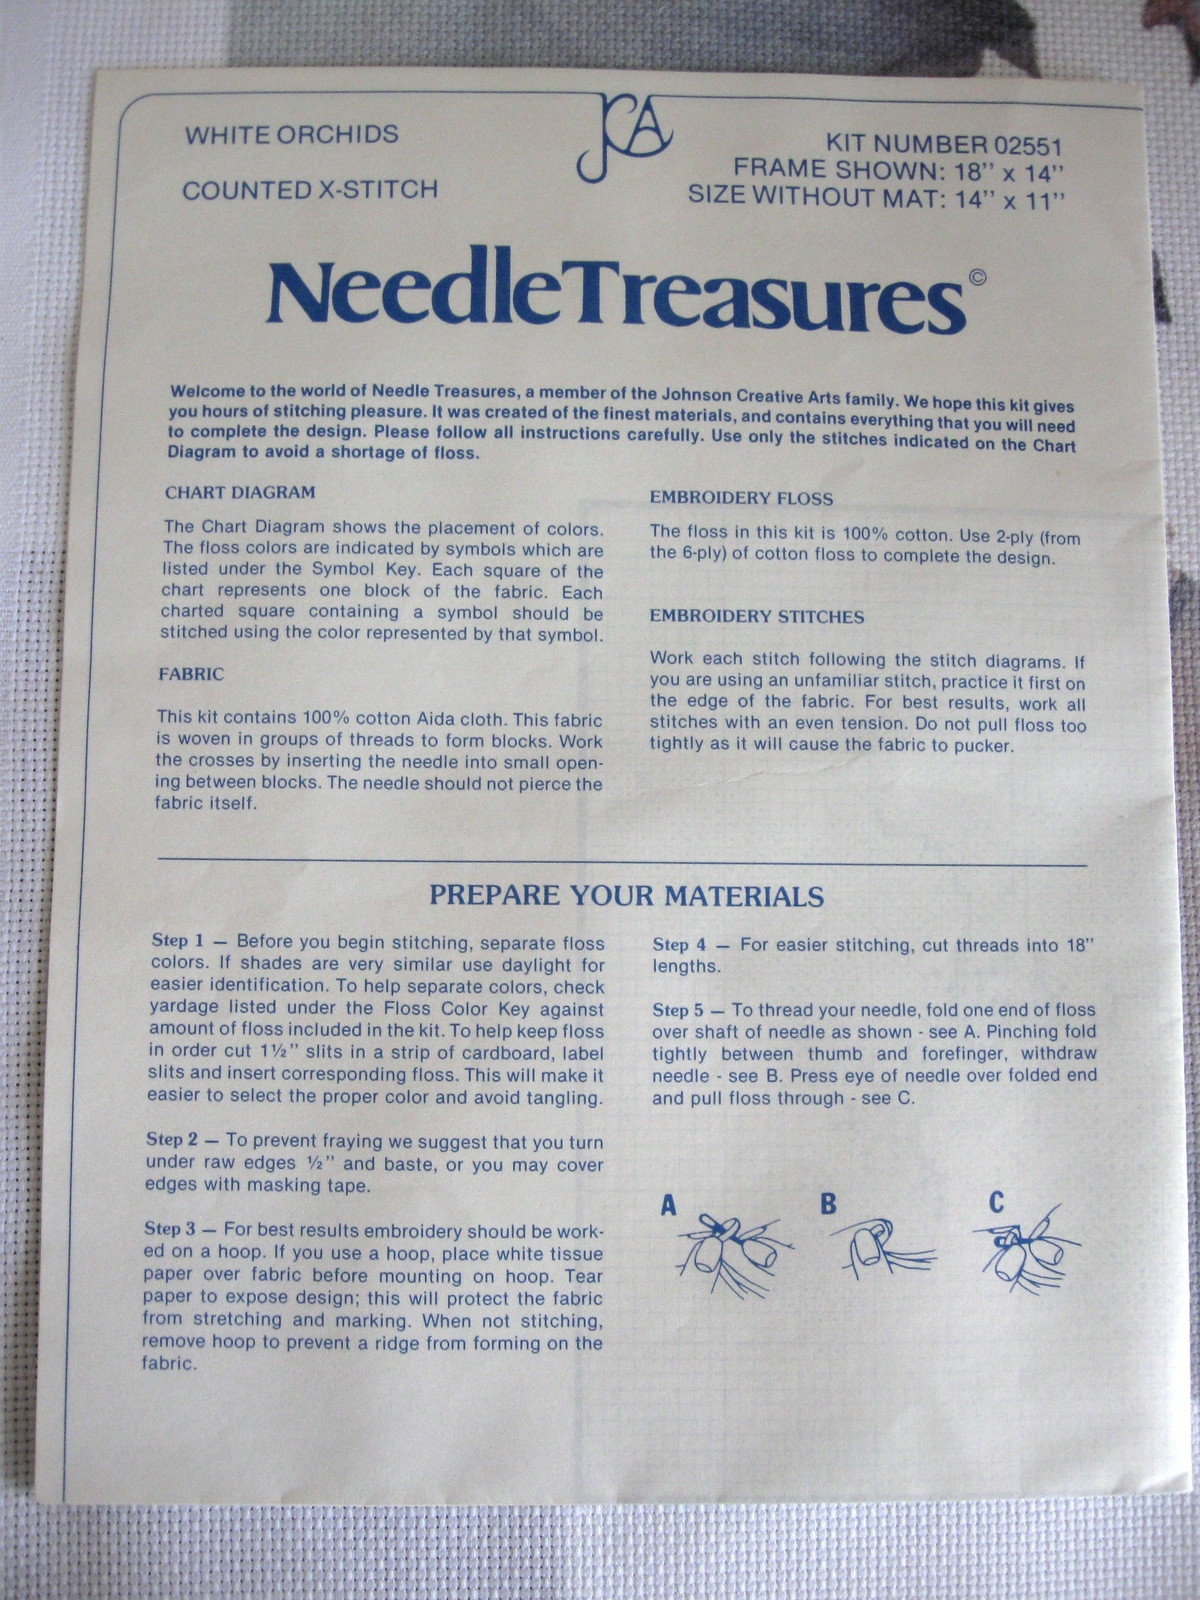 JCA
WHITE ORCHIDS
COUNTED X-STITCH
KIT NUMBER 02551
FRAME SHOWN: 18" x 14"
SIZE WITHOUT MAT: 14" x 11"
NeedleTreasures©
Welcome to the world of Needle Treasures, a member of the Johnson Creative Arts family. We hope this kit gives
you hours of stitching pleasure. It was created of the finest materials, and contains everything that you will need
to complete the design. Please follow all instructions carefully. Use only the stitches indicated on the Chart
Diagram to avoid a shortage of floss.
CHART DIAGRAM
The Chart Diagram shows the placement of colors.
The floss colors are indicated by symbols which are
listed under the Symbol Key. Each square of the
chart represents one block of the fabric. Each
charted square containing a symbol should be
stitched using the color represented by that symbol.
FABRIC
This kit contains 100% cotton Aida cloth. This fabric
is woven in groups of threads to form blocks. Work
the crosses by inserting the needle into small open-
ing between blocks. The needle should not pierce the
fabric itself.
EMBROIDERY FLOSS
The floss in this kit is 100% cotton. Use 2-ply (from
the 6-ply) of cotton floss to complete the design.
EMBROIDERY STITCHES
Work each stitch following the stitch diagrams. If
you are using an unfamiliar stitch, practice it first on
the edge of the fabric. For best results, work all
stitches with an even tension. Do not pull floss too
tightly as it will cause the fabric to pucker.
PREPARE YOUR MATERIALS
Step 1 — Before you begin stitching, separate floss
colors. If shades are very similar use daylight for
easier identification. To help separate colors, check
yardage listed under the Floss Color Key against
amount of floss included in the kit. To help keep floss
in order cut 1½" slits in a strip of cardboard, label
slits and insert corresponding floss. This will make it
easier to select the proper color and avoid tangling.
Step 2 — To prevent fraying we suggest that you turn
under raw edges ½" and baste, or you may cover
edges with masking tape.
Step 3 — For best results embroidery should be work-
ed on a hoop. If you use a hoop, place white tissue
paper over fabric before mounting on hoop. Tear
paper to expose design; this will protect the fabric
from stretching and marking. When not stitching,
remove hoop to prevent a ridge from forming on the
fabric.
Step 4 — For easier stitching, cut threads into 18"
lengths.
Step 5 — To thread your needle, fold one end of floss
over shaft of needle as shown - see A. Pinching fold
tightly between thumb and forefinger, withdraw
needle - see B. Press eye of needle over folded end
and pull floss through - see C.
A B C